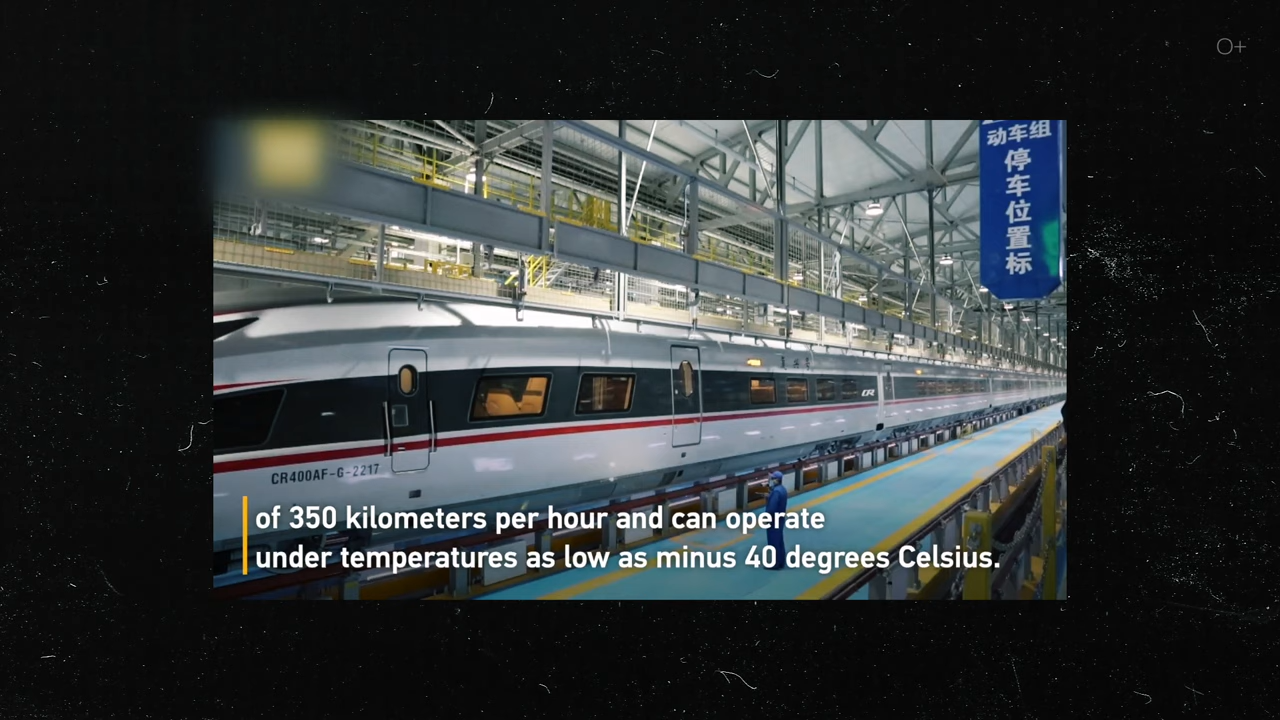 O+
动车组
停车位置标
CR
CR400AF-G-2217
of 350 kilometers per hour and can operate
under temperatures as low as minus 40 degrees Celsius.